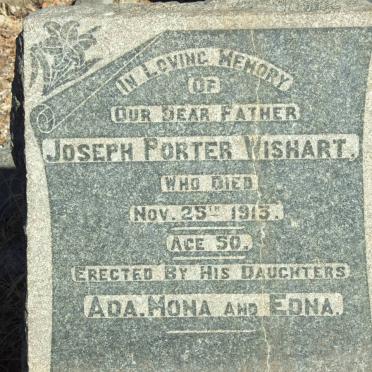 IN LOVING MEMORY
OF
OUR DEAR FATHER
JOSEPH PORTER WISHART.
WHO DIED
NOV. 25TH 1915.
AGE 50.
ERECTED BY HIS DAUGHTERS
ADA, MONA AND EDNA.